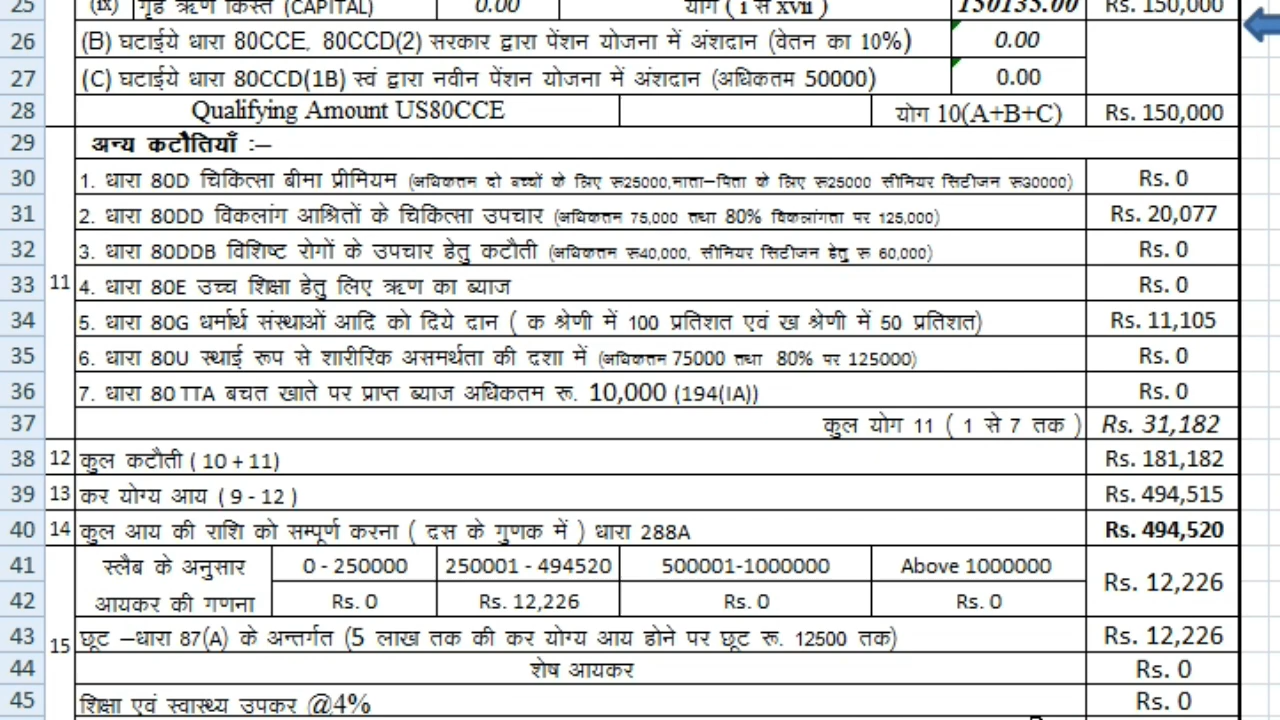 25 (ix) गृह ऋण किस्त (CAPITAL) 0.00 योग ( i से xvii ) 150135.00 Rs. 150,000
26 (B) घटाईये धारा 80CCE, 80CCD(2) सरकार द्वारा पेंशन योजना में अंशदान (वेतन का 10%) 0.00
27 (C) घटाईये धारा 80CCD(1B) स्वं द्वारा नवीन पेंशन योजना में अंशदान (अधिकतम 50000) 0.00
28 Qualifying Amount US80CCE योग 10(A+B+C) Rs. 150,000
29 अन्य कटौतियाँ :–
30 1. धारा 80D चिकित्सा बीमा प्रीमियम (अधिकतम दो बच्चों के लिए रू25000,माता–पिता के लिए रू25000 सीनियर सिटीजन रू30000) Rs. 0
31 2. धारा 80DD विकलांग आश्रितों के चिकित्सा उपचार (अधिकतम 75,000 तथा 80% विकलांगता पर 125,000) Rs. 20,077
32 3. धारा 80DDB विशिष्ट रोगों के उपचार हेतु कटौती (अधिकतम रू40,000, सीनियर सिटीजन हेतु रू 60,000) Rs. 0
33 11 4. धारा 80E उच्च शिक्षा हेतु लिए ऋण का ब्याज Rs. 0
34 5. धारा 80G धर्मार्थ संस्थाओं आदि को दिये दान ( क श्रेणी में 100 प्रतिशत एवं ख श्रेणी में 50 प्रतिशत) Rs. 11,105
35 6. धारा 80U स्थाई रूप से शारीरिक असमर्थता की दशा में (अधिकतम 75000 तथा 80% पर 125000) Rs. 0
36 7. धारा 80 TTA बचत खाते पर प्राप्त ब्याज अधिकतम रू. 10,000 (194(IA)) Rs. 0
37 कुल योग 11 ( 1 से 7 तक ) Rs. 31,182
38 12 कुल कटौती ( 10 + 11) Rs. 181,182
39 13 कर योग्य आय ( 9 - 12 ) Rs. 494,515
40 14 कुल आय की राशि को सम्पूर्ण करना ( दस के गुणक में ) धारा 288A Rs. 494,520
41 स्लैब के अनुसार 0 - 250000 250001 - 494520 500001-1000000 Above 1000000 Rs. 12,226
42 आयकर की गणना Rs. 0 Rs. 12,226 Rs. 0 Rs. 0
43 15 छूट –धारा 87(A) के अन्तर्गत (5 लाख तक की कर योग्य आय होने पर छूट रू. 12500 तक) Rs. 12,226
44 शेष आयकर Rs. 0
45 शिक्षा एवं स्वास्थ्य उपकर @4% Rs. 0